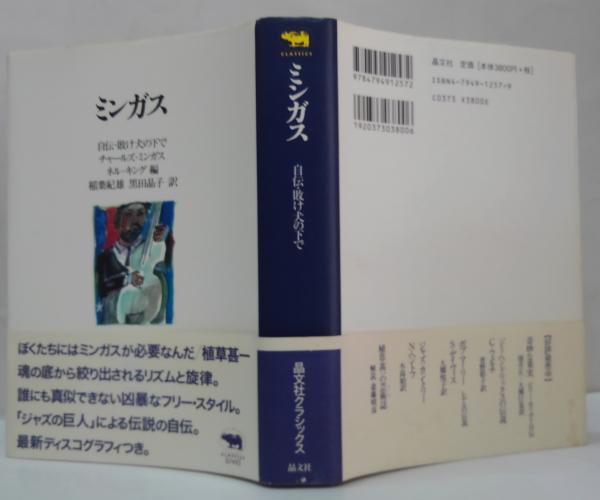 ミンガス
自伝・敗け犬の下で
チャールズ・ミンガス
ネル・キング 編
稲葉紀雄 黒田晶子 訳
ぼくたちにはミンガスが必要なんだ／植草甚一
魂の底から絞り出されるリズムと旋律。
誰にも真似できない凶暴なフリー・スタイル。
「ジャズの巨人」による伝説の自伝。
最新ディスコグラフィつき。
CLASSICS
ミンガス
自伝・敗け犬の下で
晶文社クラシックス
晶文社
CLASSICS
9784794912572
1920373038006
晶文社 定価［本体3800円+税］
ISBN4-7949-1257-9
C0373 ¥3800E